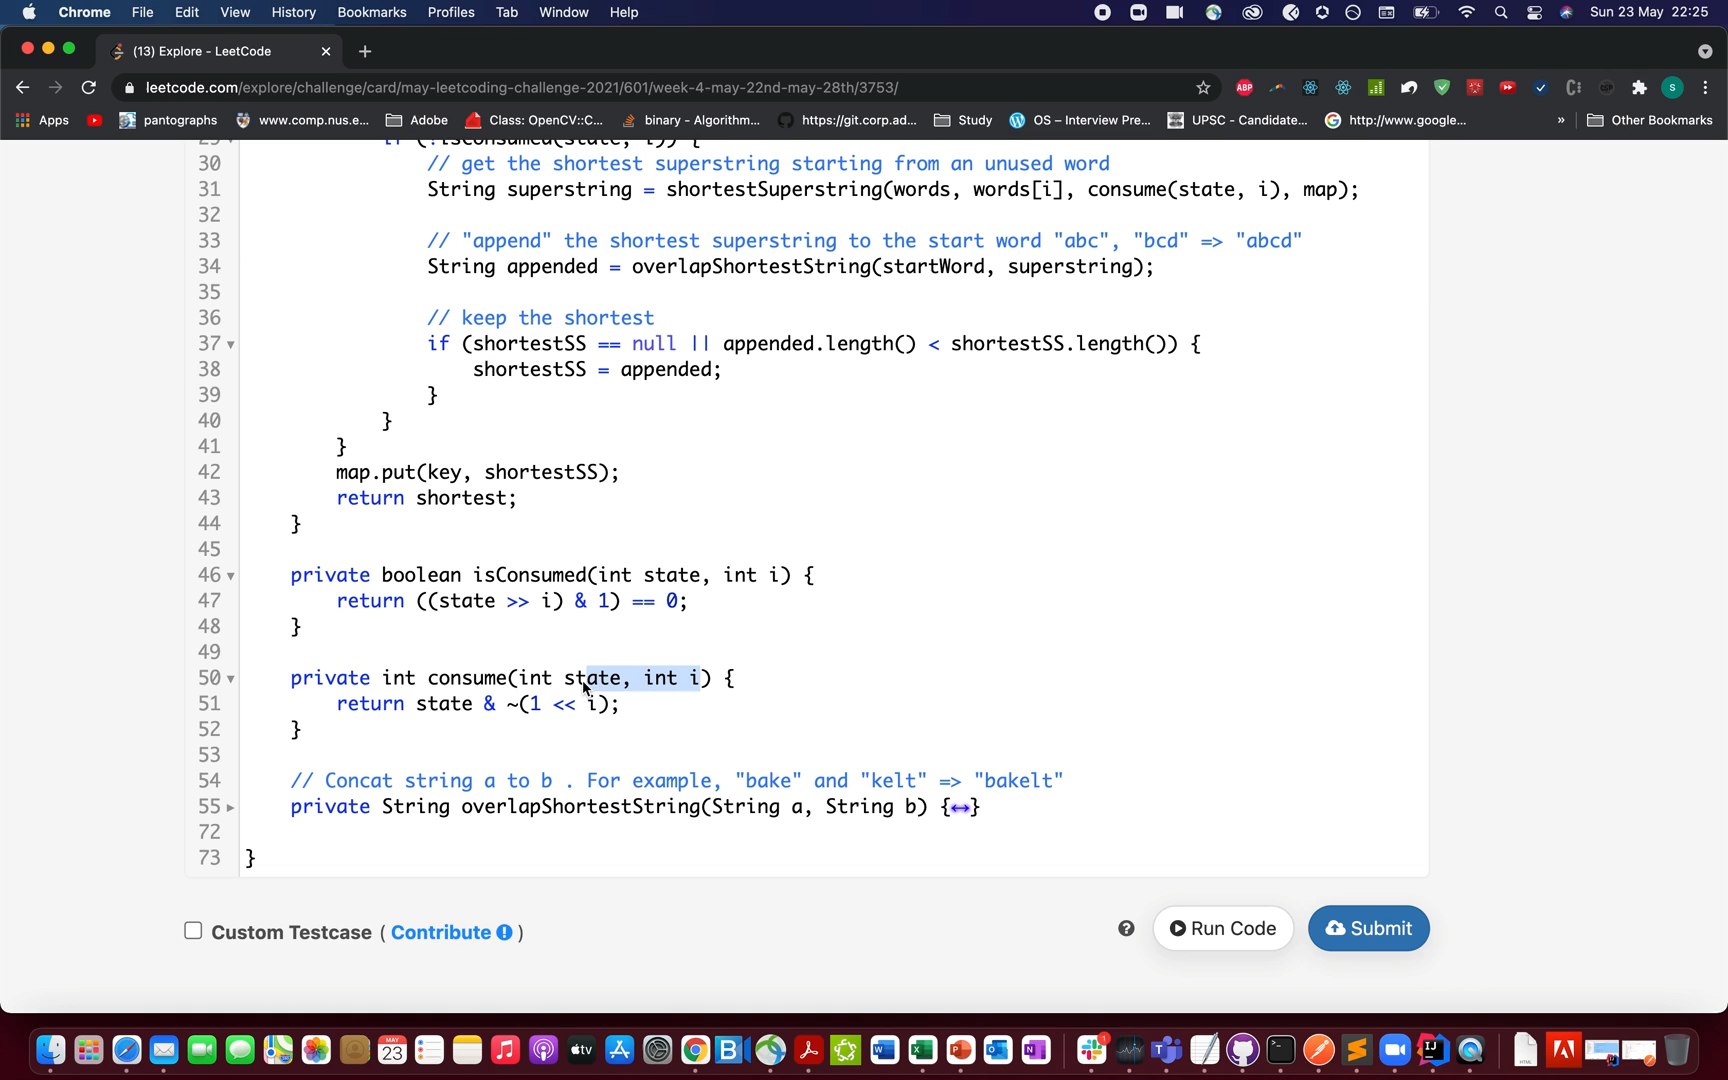 Chrome File Edit View History Bookmarks Profiles Tab Window Help Sun 23 May 22:25
(13) Explore - LeetCode
leetcode.com/explore/challenge/card/may-leetcoding-challenge-2021/601/week-4-may-22nd-may-28th/3753/
Apps pantographs www.comp.nus.e... Adobe Class: OpenCV::C... binary - Algorithm... https://git.corp.ad... Study OS – Interview Pre... UPSC - Candidate... http://www.google... » Other Bookmarks
30 // get the shortest superstring starting from an unused word
31 String superstring = shortestSuperstring(words, words[i], consume(state, i), map);
32
33 // "append" the shortest superstring to the start word "abc", "bcd" => "abcd"
34 String appended = overlapShortestString(startWord, superstring);
35
36 // keep the shortest
37 if (shortestSS == null || appended.length() < shortestSS.length()) {
38 shortestSS = appended;
39 }
40 }
41 }
42 map.put(key, shortestSS);
43 return shortest;
44 }
45
46 private boolean isConsumed(int state, int i) {
47 return ((state >> i) & 1) == 0;
48 }
49
50 private int consume(int state, int i) {
51 return state & ~(1 << i);
52 }
53
54 // Concat string a to b . For example, "bake" and "kelt" => "bakelt"
55 private String overlapShortestString(String a, String b) {↔}
72
73 }
Custom Testcase ( Contribute ) ? Run Code Submit